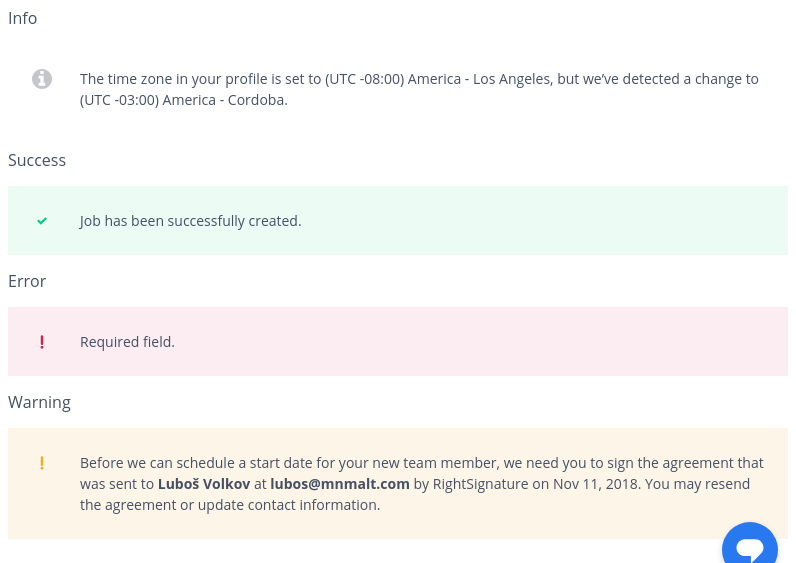 Info
The time zone in your profile is set to (UTC -08:00) America - Los Angeles, but we’ve detected a change to
(UTC -03:00) America - Cordoba.
Success
Job has been successfully created.
Error
Required field.
Warning
Before we can schedule a start date for your new team member, we need you to sign the agreement that
was sent to Luboš Volkov at lubos@mnmalt.com by RightSignature on Nov 11, 2018. You may resend
the agreement or update contact information.